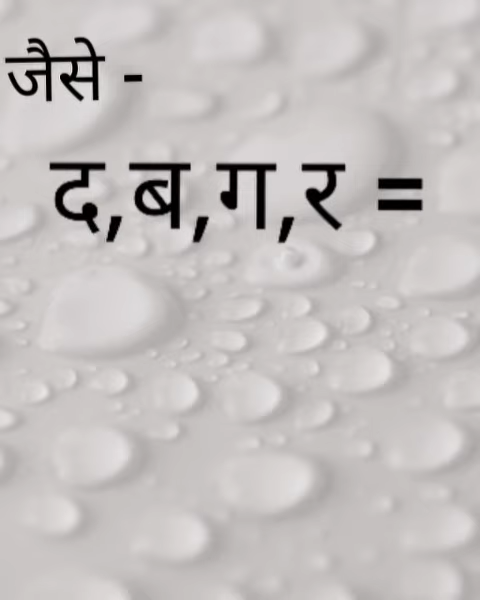 जैसे -
द,ब,ग,र =